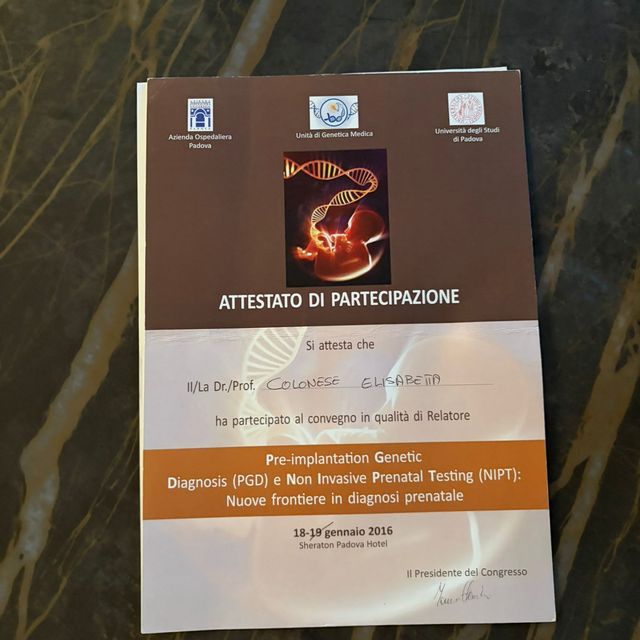 Azienda Ospedaliera
Padova
Unità di Genetica Medica
Università degli Studi
di Padova
ATTESTATO DI PARTECIPAZIONE
Si attesta che
Il/La Dr./Prof. COLONESE ELISABETTA
ha partecipato al convegno in qualità di Relatore
Pre-implantation Genetic
Diagnosis (PGD) e Non Invasive Prenatal Testing (NIPT):
Nuove frontiere in diagnosi prenatale
18-19 gennaio 2016
Sheraton Padova Hotel
Il Presidente del Congresso